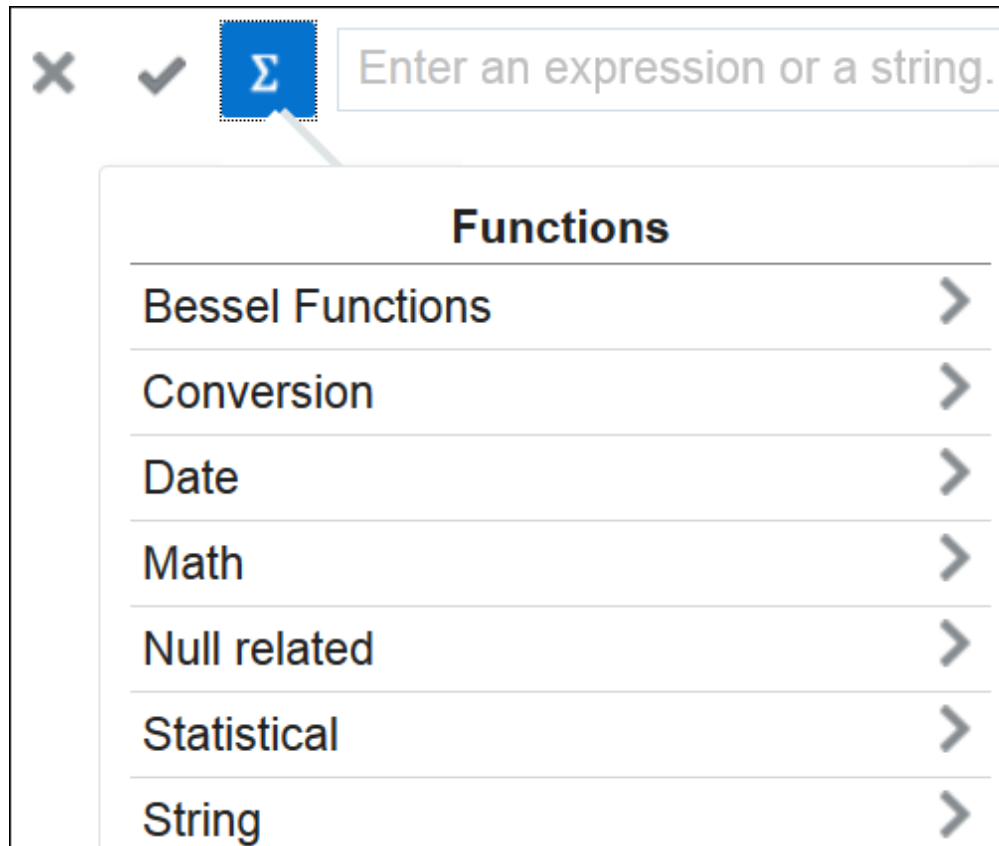 Σ Enter an expression or a string.
Functions
Bessel Functions
Conversion
Date
Math
Null related
Statistical
String